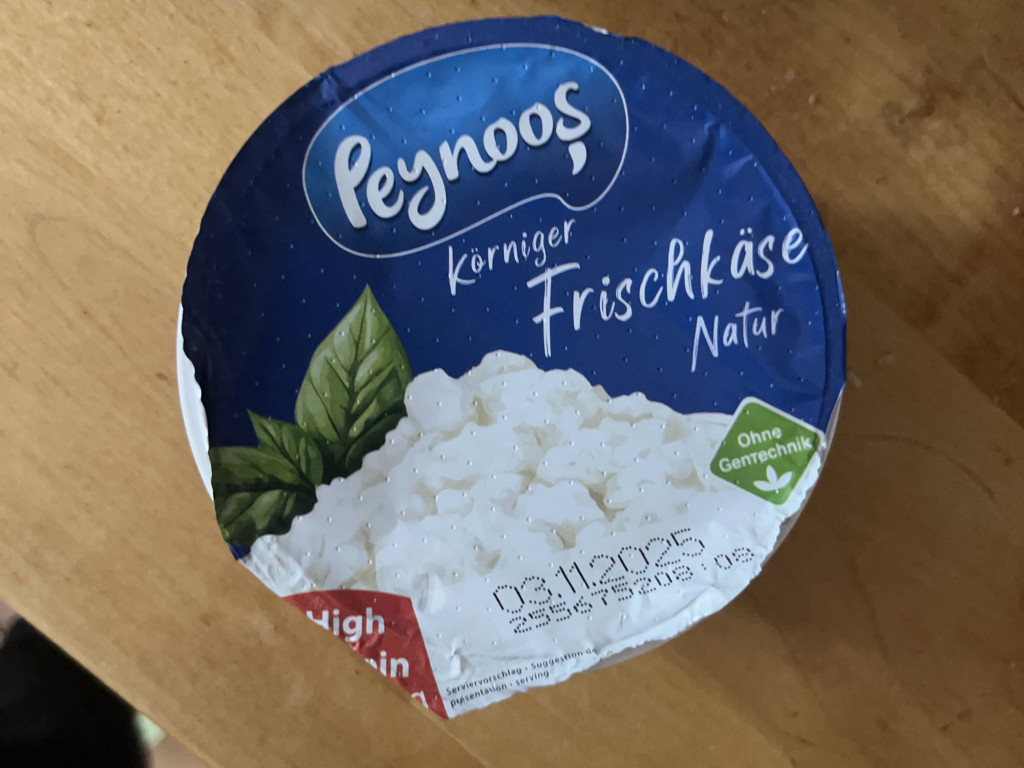 Peynooş
Körniger
Frischkäse
Natur
Ohne
GenTechnik
03.11.2025
High
Serviervorschlag - Suggestion de
présentation - serving